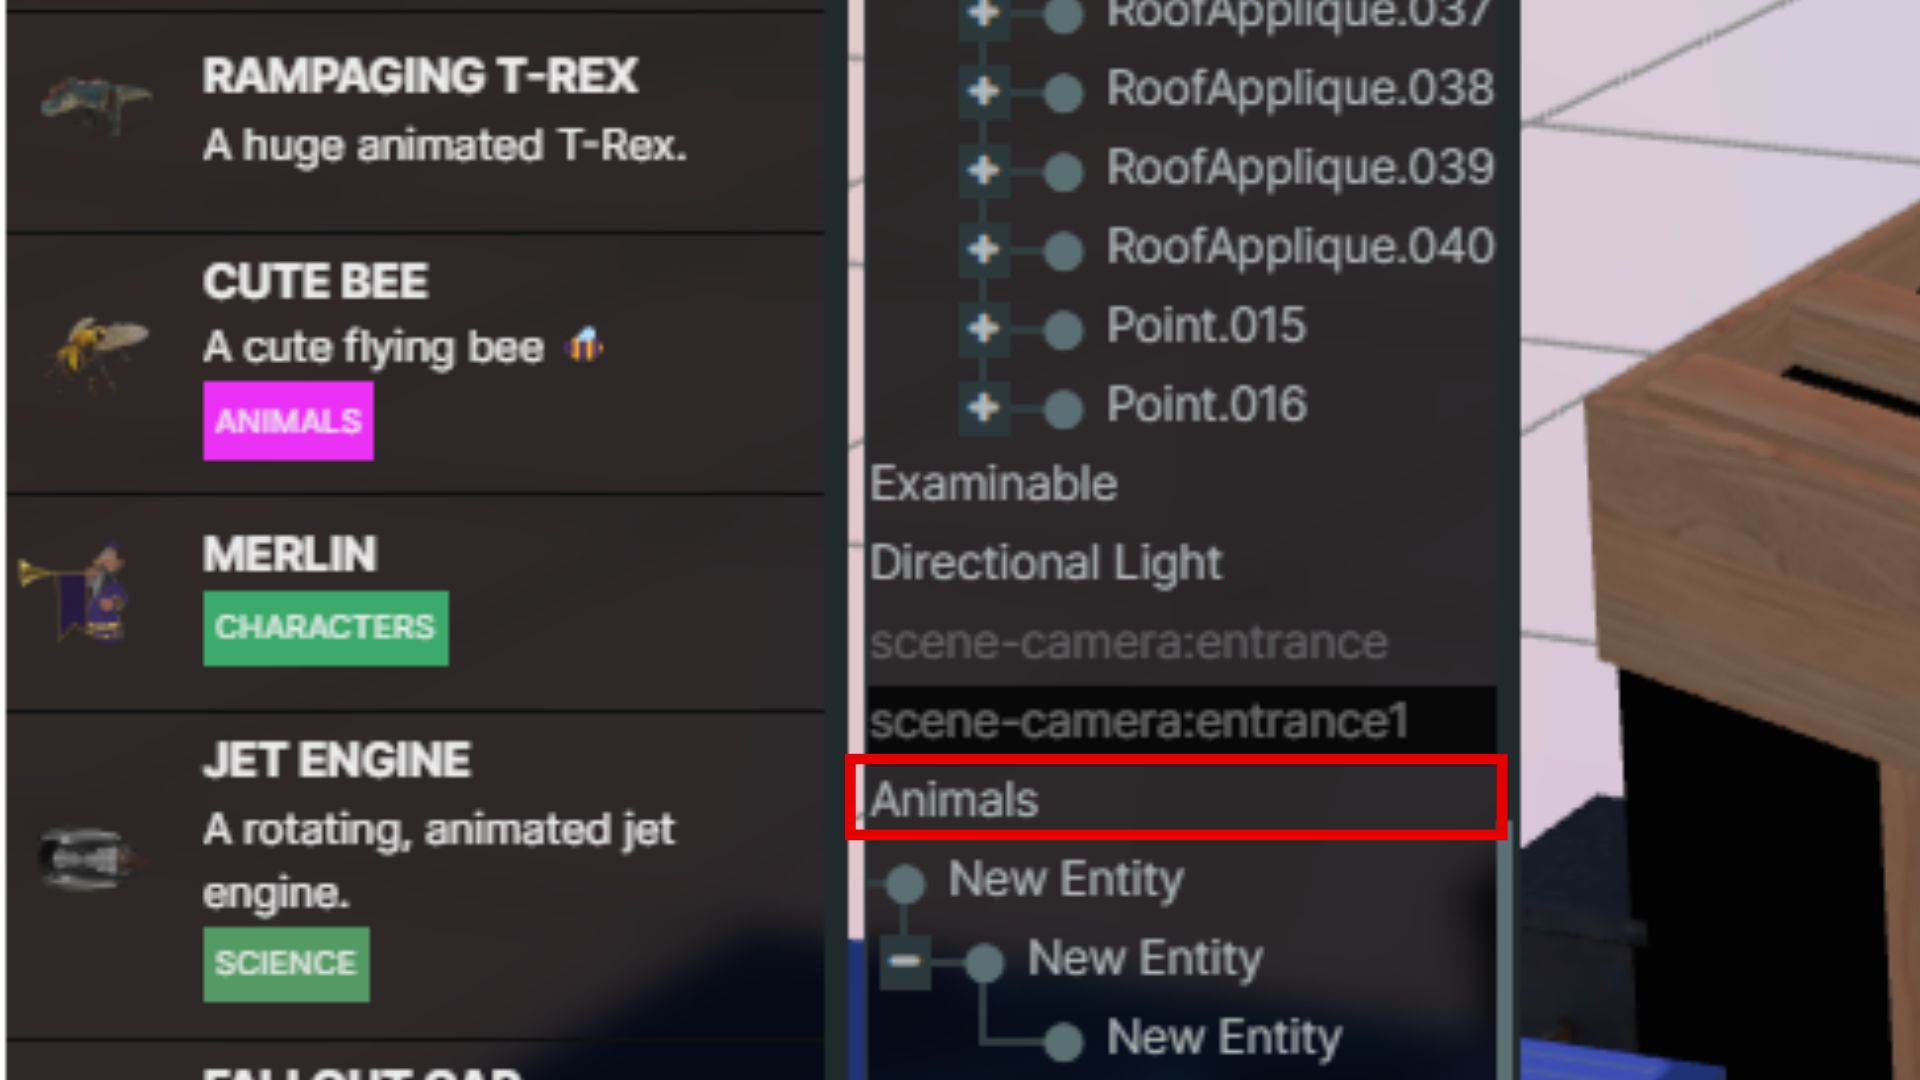 RAMPAGING T-REX
A huge animated T-Rex.
CUTE BEE
A cute flying bee 🐝
ANIMALS
MERLIN
CHARACTERS
JET ENGINE
A rotating, animated jet
engine.
SCIENCE
FALLOUT CAR
RoofApplique.037
RoofApplique.038
RoofApplique.039
RoofApplique.040
Point.015
Point.016
Examinable
Directional Light
scene-camera:entrance
scene-camera:entrance1
Animals
New Entity
New Entity
New Entity